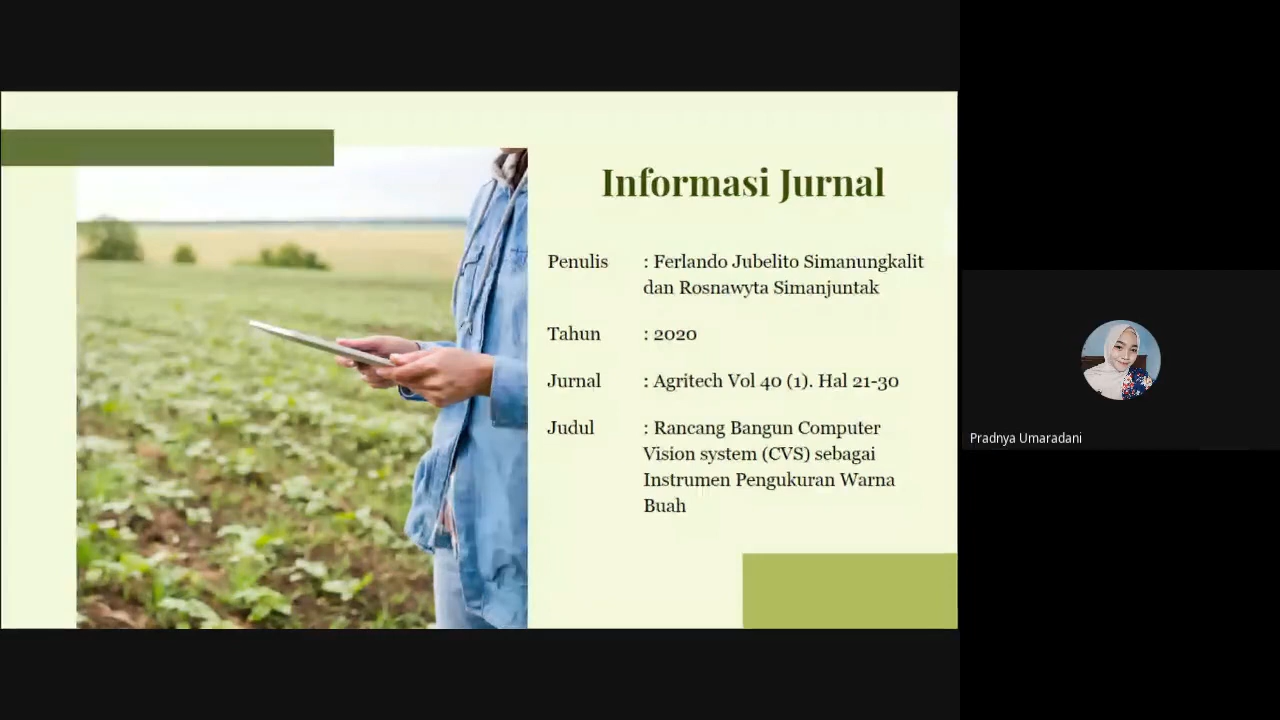 Informasi Jurnal
Penulis : Ferlando Jubelito Simanungkalit
dan Rosnawyta Simanjuntak
Tahun : 2020
Jurnal : Agritech Vol 40 (1). Hal 21-30
Judul : Rancang Bangun Computer
Vision system (CVS) sebagai
Instrumen Pengukuran Warna
Buah
Pradnya Umaradani